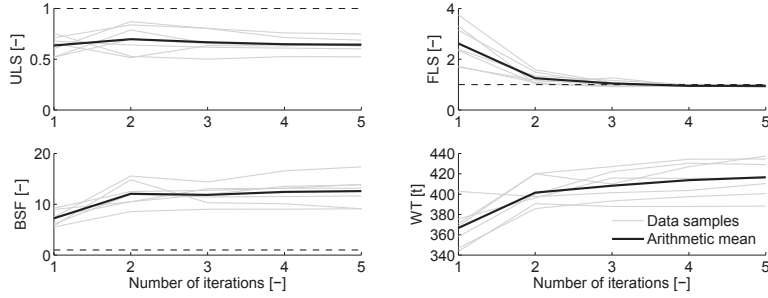 1
0.5
0
ULS [−]
1 2 3 4 5
4
2
0
FLS [−]
1 2 3 4 5
20
10
0
BSF [−]
1 2 3 4 5
Number of iterations [−]
440
420
400
380
360
340
WT [t]
Data samples
Arithmetic mean
1 2 3 4 5
Number of iterations [−]